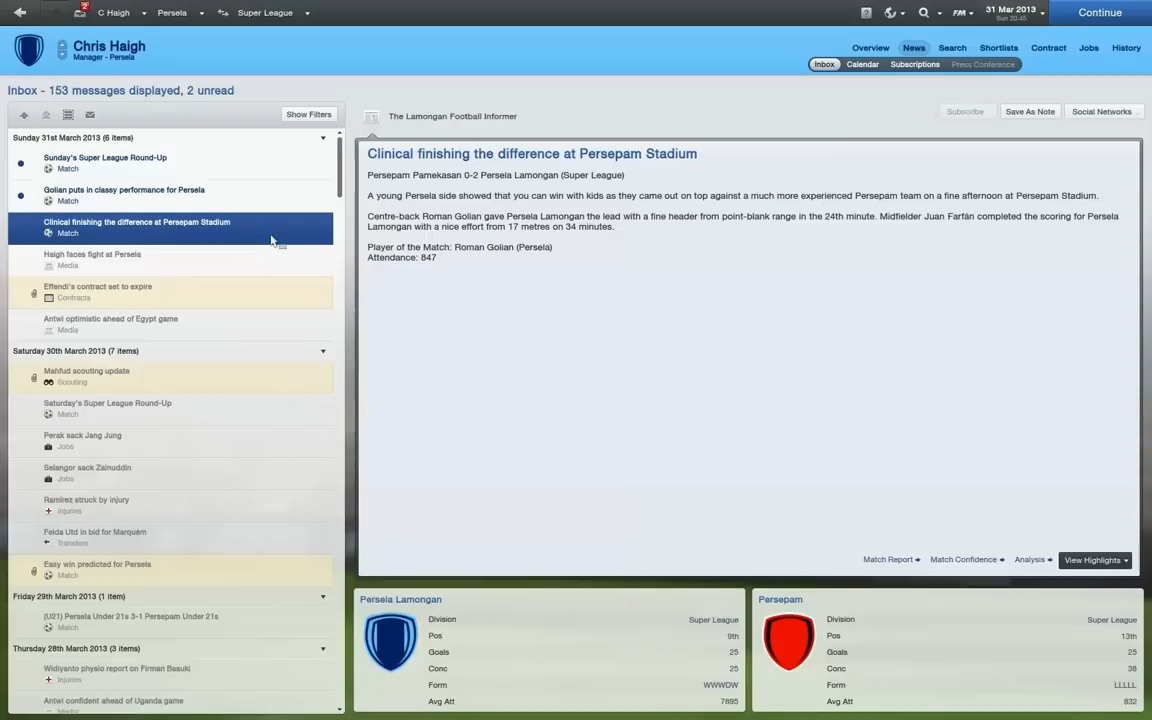 2
C Haigh
Persela
Super League
FM
31 Mar 2013
Sun 20:45
Continue
Chris Haigh
Manager - Persela
Overview News Search Shortlists Contract Jobs History
Inbox Calendar Subscriptions Press Conference
Inbox - 153 messages displayed, 2 unread
Show Filters
Sunday 31st March 2013 (6 items)
Sunday's Super League Round-Up
Match
Golian puts in classy performance for Persela
Match
Clinical finishing the difference at Persepam Stadium
Match
Haigh faces fight at Persela
Media
Effendi's contract set to expire
Contracts
Antwi optimistic ahead of Egypt game
Media
Saturday 30th March 2013 (7 items)
Mahfud scouting update
Scouting
Saturday's Super League Round-Up
Match
Perak sack Jang Jung
Jobs
Selangor sack Zainuddin
Jobs
Ramírez struck by injury
Injuries
Felda Utd in bid for Marquém
Transfers
Easy win predicted for Persela
Match
Friday 29th March 2013 (1 item)
(U21) Persela Under 21s 3-1 Persepam Under 21s
Match
Thursday 28th March 2013 (3 items)
Widiyanto physio report on Firman Basuki
Injuries
Antwi confident ahead of Uganda game
Media
The Lamongan Football Informer
Subscribe Save As Note Social Networks
Clinical finishing the difference at Persepam Stadium
Persepam Pamekasan 0-2 Persela Lamongan (Super League)
A young Persela side showed that you can win with kids as they came out on top against a much more experienced Persepam team on a fine afternoon at Persepam Stadium.
Centre-back Roman Golian gave Persela Lamongan the lead with a fine header from point-blank range in the 24th minute. Midfielder Juan Farfán completed the scoring for Persela
Lamongan with a nice effort from 17 metres on 34 minutes.
Player of the Match: Roman Golian (Persela)
Attendance: 847
Match Report Match Confidence Analysis View Highlights
Persela Lamongan
Division Super League
Pos 9th
Goals 25
Conc 25
Form WWWDW
Avg Att 7895
Persepam
Division Super League
Pos 13th
Goals 25
Conc 38
Form LLLLL
Avg Att 832